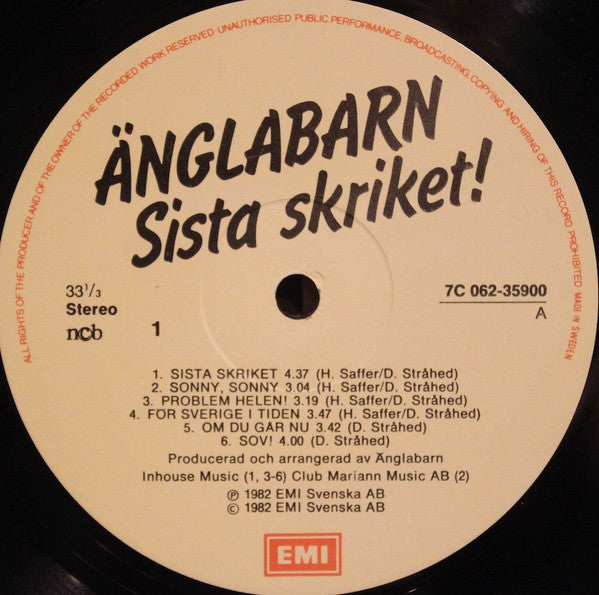 ALL RIGHTS OF THE PRODUCER AND OF THE OWNER OF THE RECORDED WORK RESERVED UNAUTHORISED PUBLIC PERFORMANCE, BROADCASTING, COPYING AND HIRING OF THIS RECORD PROHIBITED · MADE IN SWEDEN
ÄNGLABARN
Sista skriket!
33 1/3
Stereo
ncb
1
7C 062-35900
A
1. SISTA SKRIKET 4.37 (H. Saffer/D. Stråhed)
2. SONNY, SONNY 3.04 (H. Saffer/D. Stråhed)
3. PROBLEM HELEN! 3.19 (H. Saffer/D. Stråhed)
4. FÖR SVERIGE I TIDEN 3.47 (H. Saffer/D. Stråhed)
5. OM DU GÅR NU 3.42 (D. Stråhed)
6. SOV! 4.00 (D. Stråhed)
Producerad och arrangerad av Änglabarn
Inhouse Music (1, 3-6) Club Mariann Music AB (2)
℗ 1982 EMI Svenska AB
© 1982 EMI Svenska AB
EMI